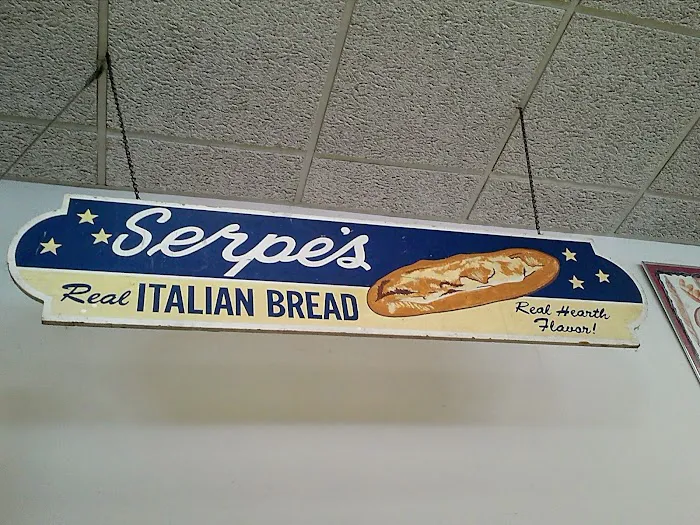 Serpe's
Real ITALIAN BREAD
Real Hearth
Flavor!